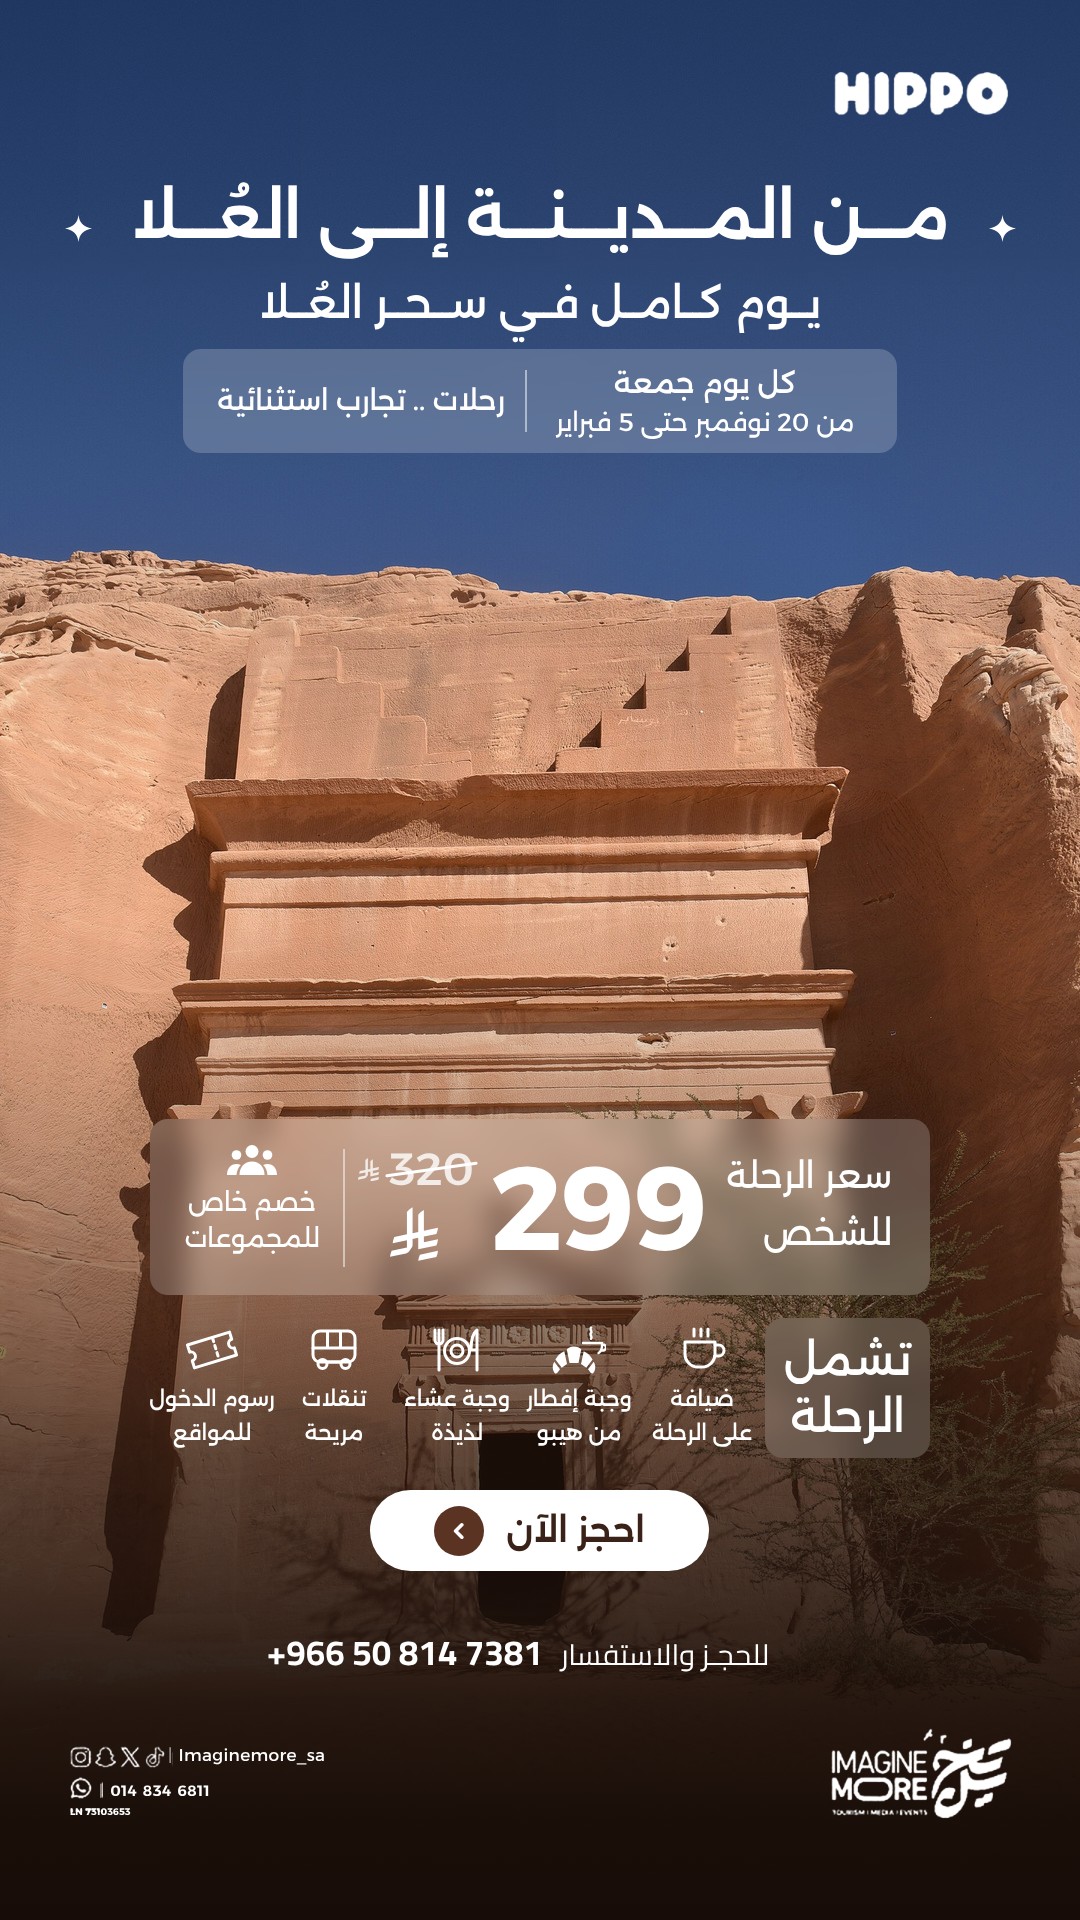 HIPPO
من المدينة إلى العُلا
يوم كامل في سحر العُلا
كل يوم جمعة
من 20 نوفمبر حتى 5 فبراير
رحلات .. تجارب استثنائية
سعر الرحلة
للشخص
299
320
خصم خاص
للمجموعات
تشمل
الرحلة
ضيافة
على الرحلة
وجبة إفطار
من هيبو
وجبة عشاء
لذيذة
تنقلات
مريحة
رسوم الدخول
للمواقع
احجز الآن
للحجز والاستفسار +966 50 814 7381
Imaginemore_sa
014 834 6811
LN 73103653
IMAGINE
MORE
TOURISM | MEDIA | EVENTS